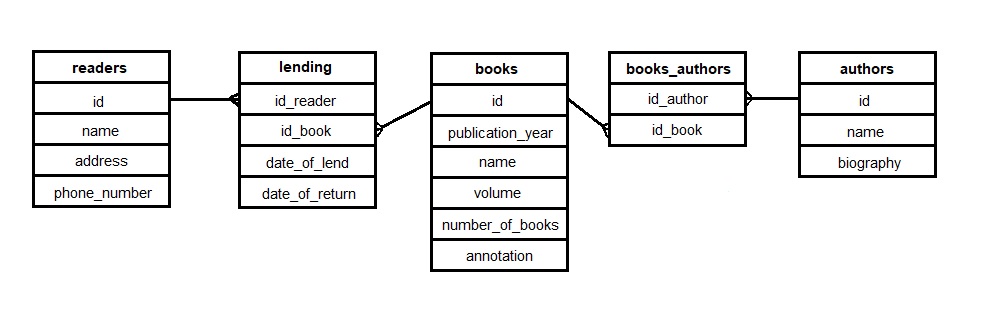 readers
id
name
address
phone_number
lending
id_reader
id_book
date_of_lend
date_of_return
books
id
publication_year
name
volume
number_of_books
annotation
books_authors
id_author
id_book
authors
id
name
biography